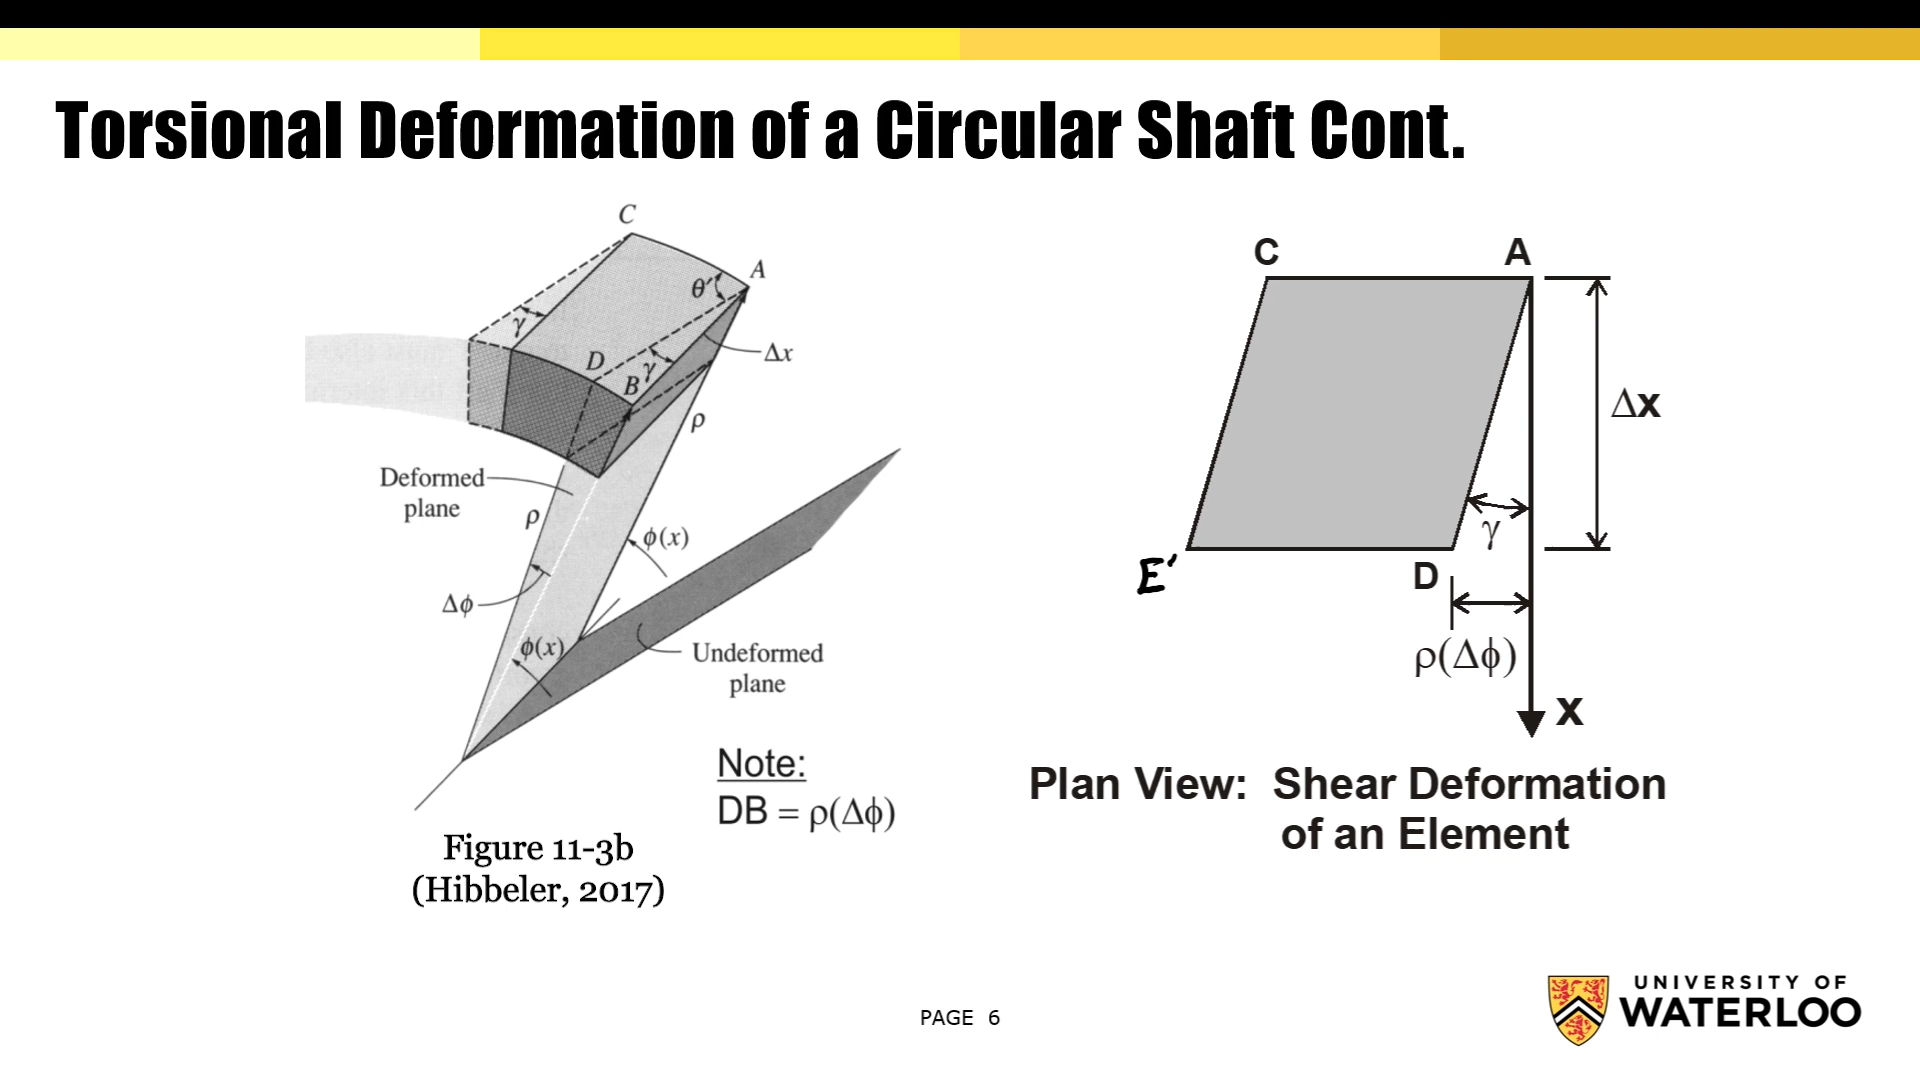 Torsional Deformation of a Circular Shaft Cont.
C
A
θ′
γ
Δx
D
γ
B
ρ
Deformed
plane
ρ
ϕ(x)
Δϕ
ϕ(x)
Undeformed
plane
Note:
DB = ρ(Δϕ)
Figure 11-3b
(Hibbeler, 2017)
C A
Δx
γ
E′
D
ρ(Δϕ)
x
Plan View: Shear Deformation
of an Element
PAGE 6
UNIVERSITY OF
WATERLOO